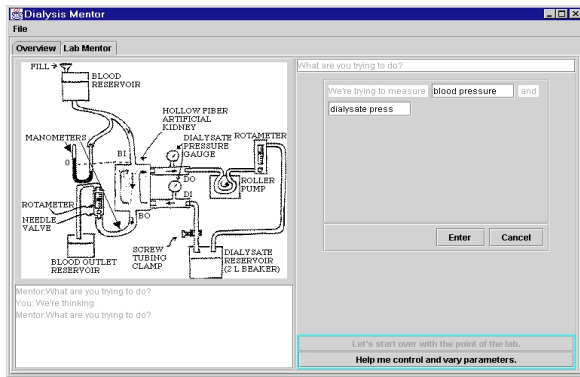 Dialysis Mentor
File
Overview Lab Mentor
FILL
BLOOD
RESERVOIR
HOLLOW FIBER
ARTIFICIAL
KIDNEY
MANOMETERS
DIALYSATE
PRESSURE
GAUGE
ROTAMETER
BI
0
DO
DI
ROLLER
PUMP
ROTAMETER
NEEDLE
VALVE
BO
SCREW
TUBING
CLAMP
BLOOD OUTLET
RESERVOIR
DIALYSATE
RESERVOIR
(2 L BEAKER)
Mentor:What are you trying to do?
You: We're thinking
Mentor:What are you trying to do?
What are you trying to do?
We're trying to measure blood pressure and
dialysate press
Enter Cancel
Let's start over with the point of the lab.
Help me control and vary parameters.